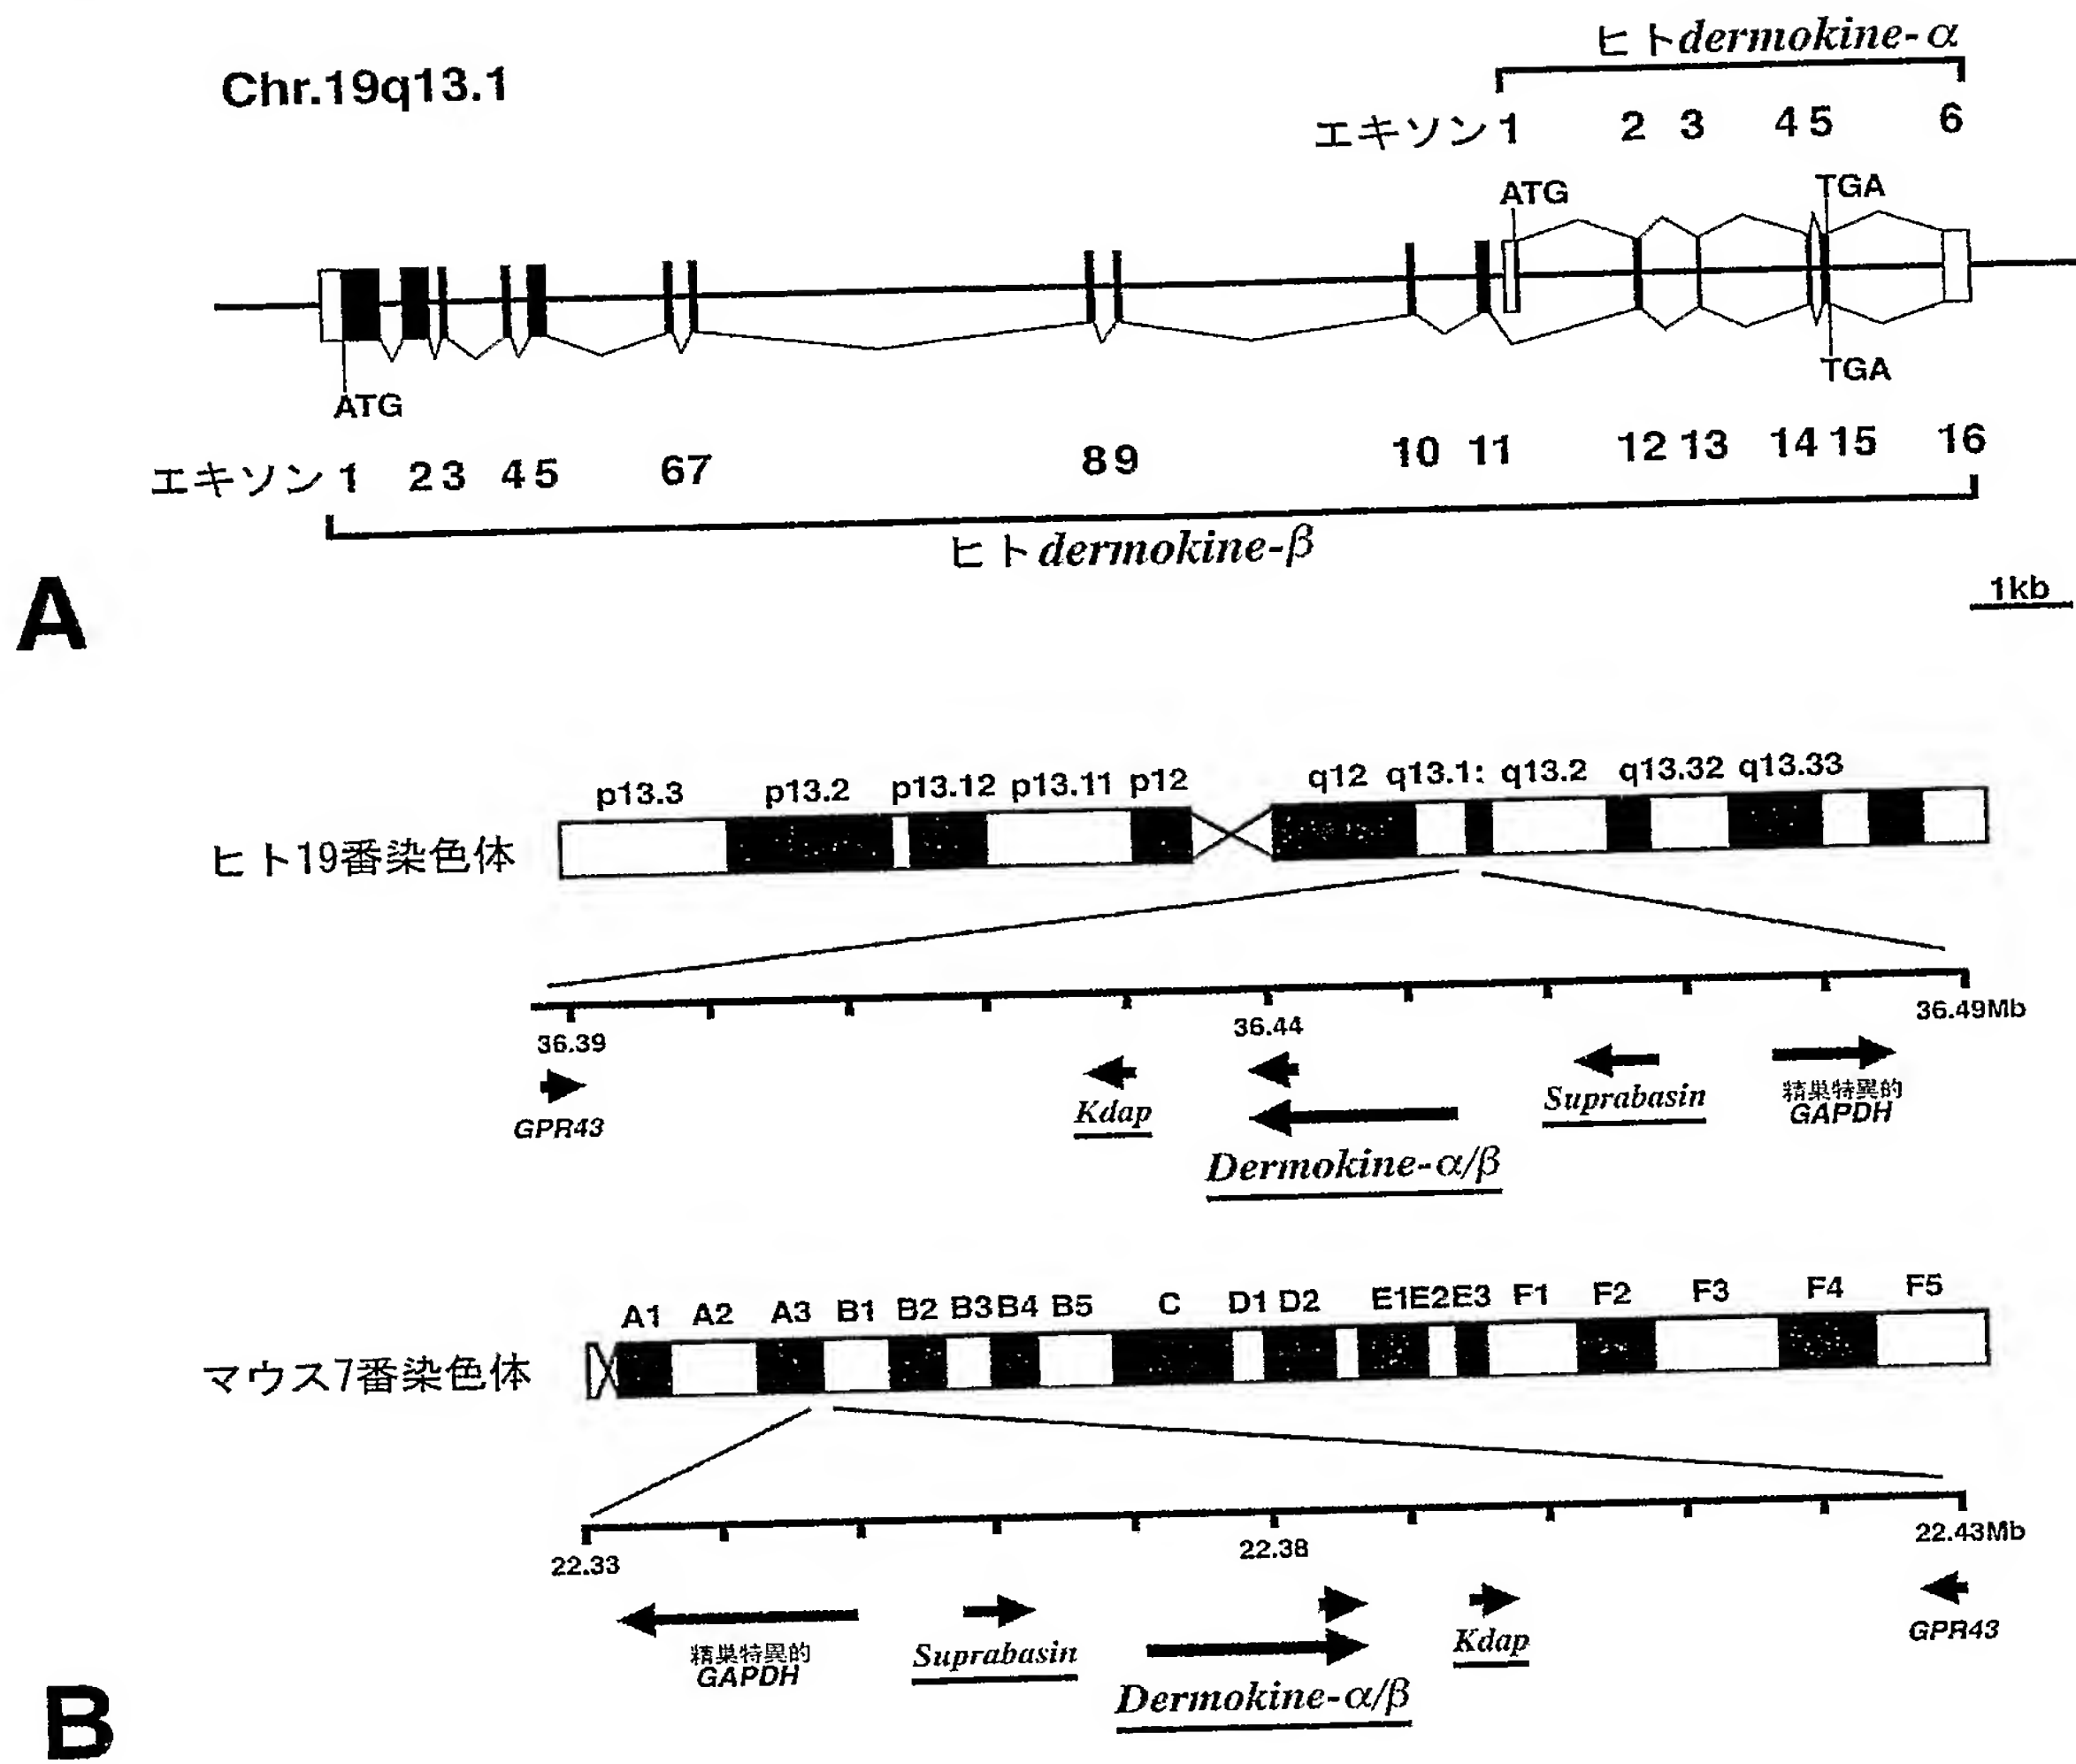 ヒトdermokine-α
Chr.19q13.1
エキソン1 2 3 4 5 6
ATG TGA
ATG TGA
エキソン1 2 3 4 5 6 7 8 9 10 11 12 13 14 15 16
ヒトdermokine-β
1kb
A
p13.3 p13.2 p13.12 p13.11 p12 q12 q13.1: q13.2 q13.32 q13.33
ヒト19番染色体
36.39 36.44 36.49Mb
GPR43 Kdap Suprabasin 精巣特異的
GAPDH
Dermokine-α/β
A1 A2 A3 B1 B2 B3 B4 B5 C D1 D2 E1 E2 E3 F1 F2 F3 F4 F5
マウス7番染色体
22.33 22.38 22.43Mb
精巣特異的
GAPDH Suprabasin Kdap GPR43
Dermokine-α/β
B